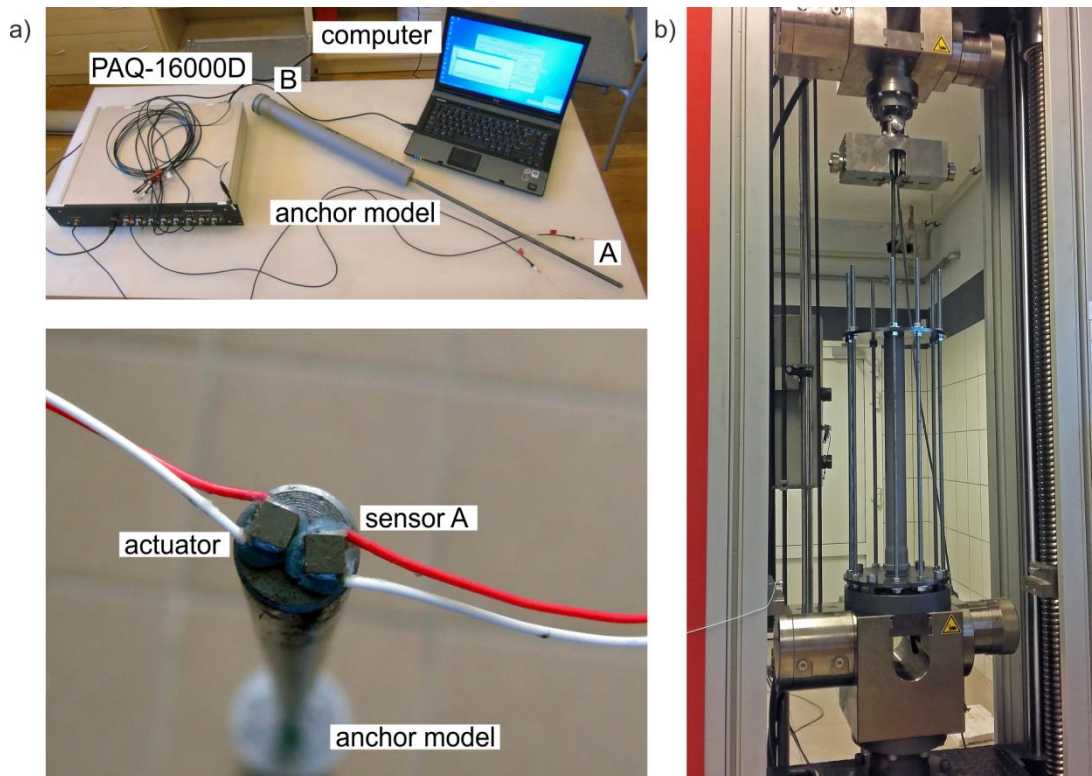 a)
computer
PAQ-16000D
B
anchor model
A
sensor A
actuator
anchor model
b)